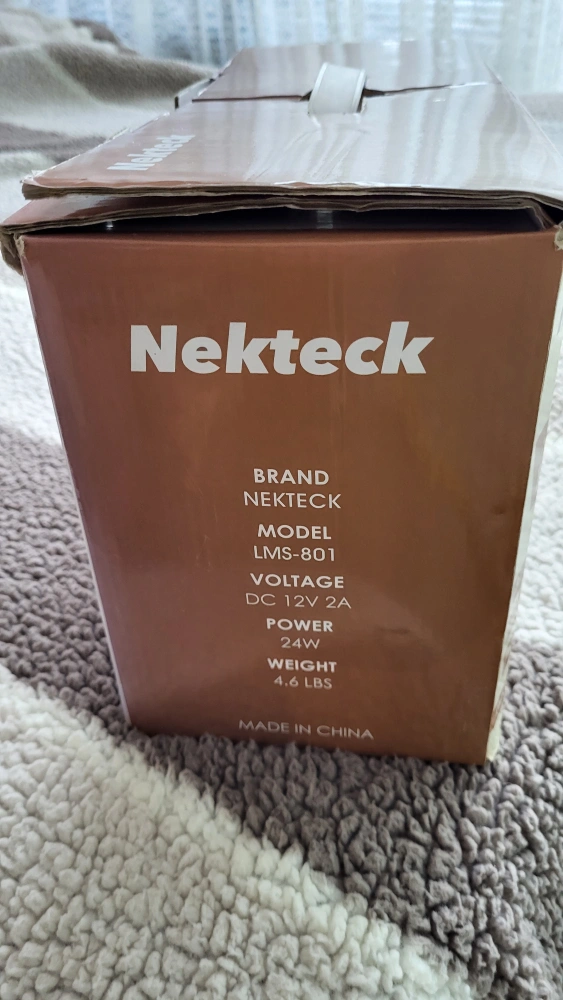 Nekteck
Nekteck
BRAND
NEKTECK
MODEL
LMS-801
VOLTAGE
DC 12V 2A
POWER
24W
WEIGHT
4.6 LBS
MADE IN CHINA